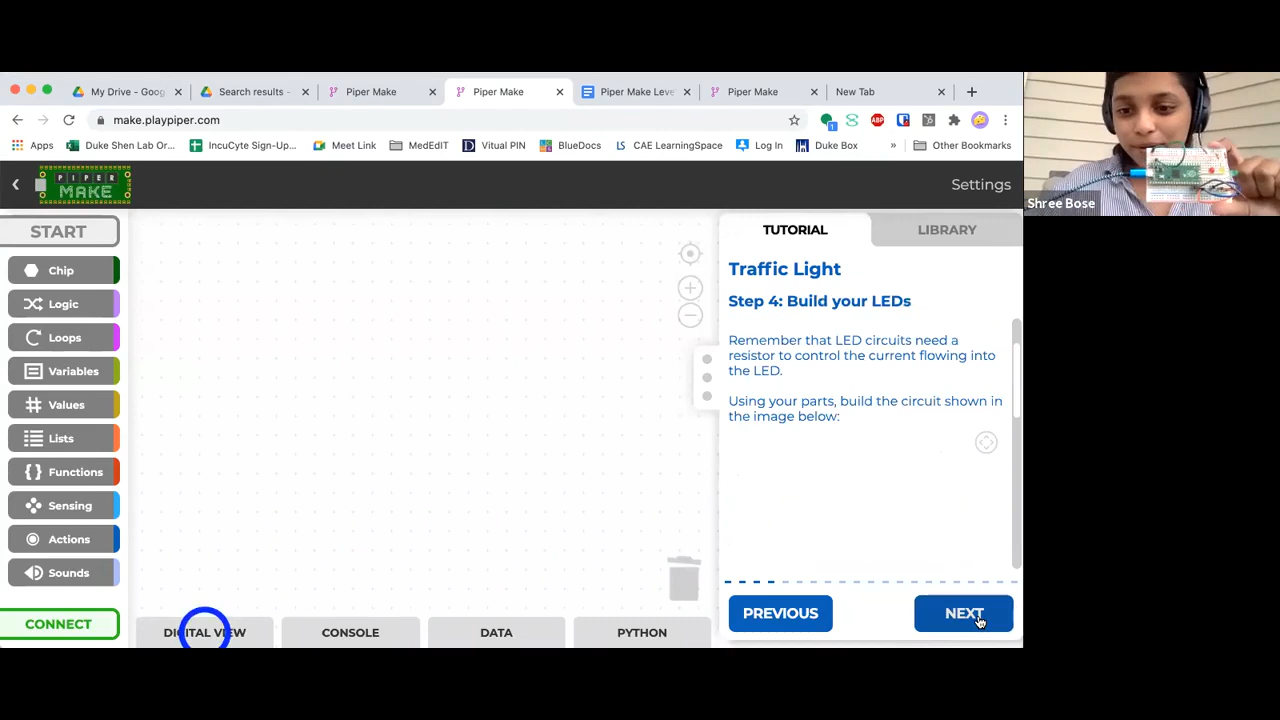 My Drive - Goog
Search results -
Piper Make
Piper Make
Piper Make Leve
Piper Make
New Tab
make.playpiper.com
1
ABP
Apps
Duke Shen Lab Or...
IncuCyte Sign-Up...
Meet Link
MedEdIT
Vitual PIN
BlueDocs
LS CAE LearningSpace
Log In
Duke Box
»
Other Bookmarks
PIPER
MAKE
Settings
Shree Bose
START
Chip
Logic
Loops
Variables
Values
Lists
Functions
Sensing
Actions
Sounds
CONNECT
DIGITAL VIEW
CONSOLE
DATA
PYTHON
TUTORIAL
LIBRARY
Traffic Light
Step 4: Build your LEDs
Remember that LED circuits need a
resistor to control the current flowing into
the LED.
Using your parts, build the circuit shown in
the image below:
PREVIOUS
NEXT